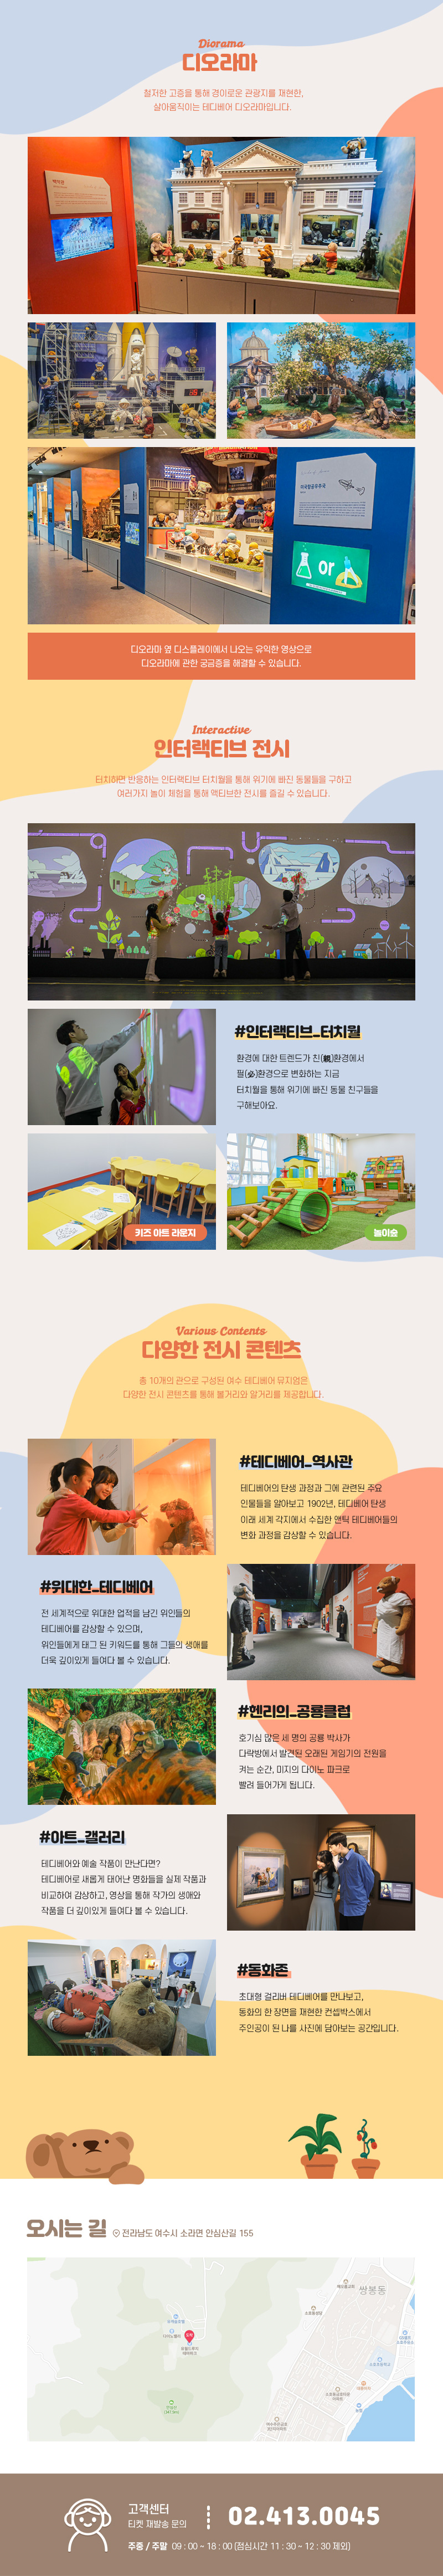 Diorama
디오라마
철저한 고증을 통해 경이로운 관광지를 재현한,
살아움직이는 테디베어 디오라마입니다.
or
디오라마 옆 디스플레이에서 나오는 유익한 영상으로
디오라마에 관한 궁금증을 해결할 수 있습니다.
Interactive
인터랙티브 전시
터치하면 반응하는 인터랙티브 터치월을 통해 위기에 빠진 동물들을 구하고
여러가지 놀이 체험을 통해 액티브한 전시를 즐길 수 있습니다.
#인터랙티브_터치월
환경에 대한 트렌드가 친(親)환경에서
필(必)환경으로 변화하는 지금
터치월을 통해 위기에 빠진 동물 친구들을
구해보아요.
키즈 아트 라운지
놀이숲
Various Contents
다양한 전시 콘텐츠
총 10개의 관으로 구성된 여수 테디베어 뮤지엄은
다양한 전시 콘텐츠를 통해 볼거리와 알거리를 제공합니다.
#테디베어_역사관
테디베어의 탄생 과정과 그에 관련된 주요
인물들을 알아보고 1902년, 테디베어 탄생
이래 세계 각지에서 수집한 앤틱 테디베어들의
변화 과정을 감상할 수 있습니다.
#위대한_테디베어
전 세계적으로 위대한 업적을 남긴 위인들의
테디베어를 감상할 수 있으며,
위인들에게 태그 된 키워드를 통해 그들의 생애를
더욱 깊이있게 들여다 볼 수 있습니다.
#헨리의_공룡클럽
호기심 많은 세 명의 공룡 박사가
다락방에서 발견된 오래된 게임기의 전원을
켜는 순간, 미지의 다이노 파크로
빨려 들어가게 됩니다.
#아트_갤러리
테디베어와 예술 작품이 만난다면?
테디베어로 새롭게 태어난 명화들을 실제 작품과
비교하여 감상하고, 영상을 통해 작가의 생애와
작품을 더 깊이있게 들여다 볼 수 있습니다.
#동화존
초대형 걸리버 테디베어를 만나보고,
동화의 한 장면을 재현한 컨셉박스에서
주인공이 된 나를 사진에 담아보는 공간입니다.
오시는 길 전라남도 여수시 소라면 안심산길 155
쌍봉동
고객센터
티켓 재발송 문의
02.413.0045
주중 / 주말 09 : 00 ~ 18 : 00 (점심시간 11 : 30 ~ 12 : 30 제외)